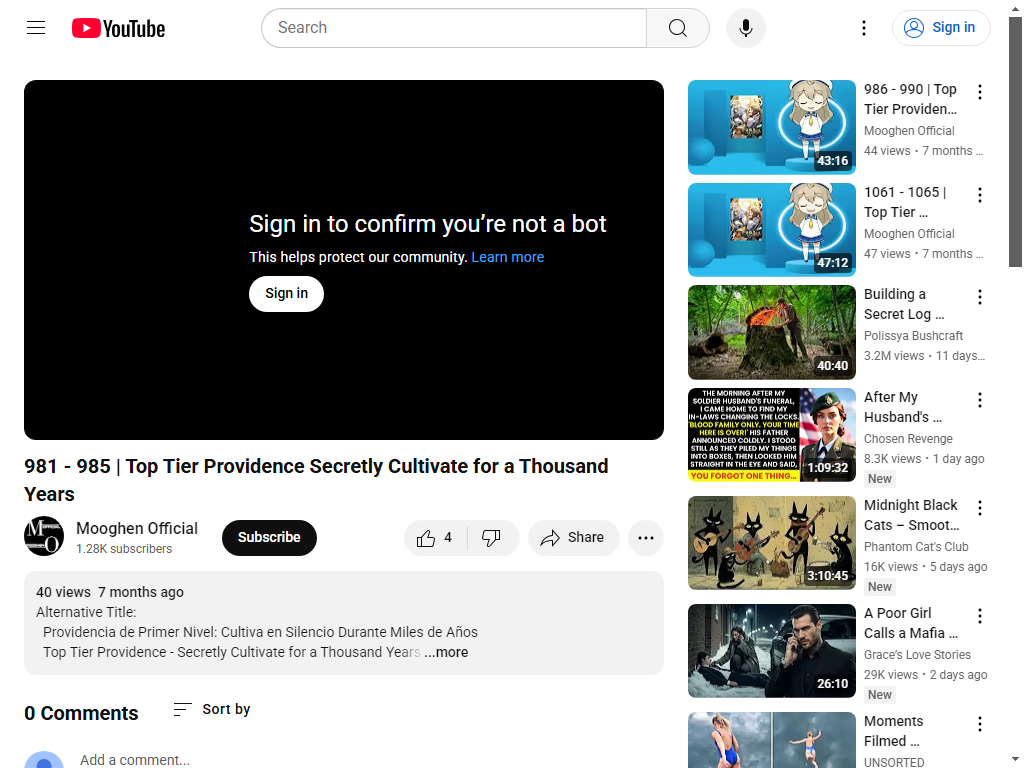 YouTube
Search
Sign in
Sign in to confirm you’re not a bot
This helps protect our community. Learn more
Sign in
981 - 985 | Top Tier Providence Secretly Cultivate for a Thousand
Years
Mooghen Official
1.28K subscribers
Subscribe
4
Share
40 views 7 months ago
Alternative Title:
Providencia de Primer Nivel: Cultiva en Silencio Durante Miles de Años
Top Tier Providence - Secretly Cultivate for a Thousand Years ...more
0 Comments
Sort by
Add a comment...
43:16
986 - 990 | Top
Tier Providen…
Mooghen Official
44 views • 7 months …
47:12
1061 - 1065 |
Top Tier …
Mooghen Official
47 views • 7 months …
40:40
Building a
Secret Log …
Polissya Bushcraft
3.2M views • 11 days…
THE MORNING AFTER MY
SOLDIER HUSBAND'S FUNERAL,
I CAME HOME TO FIND MY
IN-LAWS CHANGING THE LOCKS.
'BLOOD FAMILY ONLY. YOUR TIME
HERE IS OVER!' HIS FATHER
ANNOUNCED COLDLY. I STOOD
STILL AS THEY PILED MY THINGS
INTO BOXES, THEN LOOKED HIM
STRAIGHT IN THE EYE AND SAID,
YOU FORGOT ONE THING...
1:09:32
After My
Husband's …
Chosen Revenge
8.3K views • 1 day ago
New
3:10:45
Midnight Black
Cats – Smoot…
Phantom Cat's Club
16K views • 5 days ago
New
26:10
A Poor Girl
Calls a Mafia …
Grace’s Love Stories
29K views • 2 days ago
New
Moments
Filmed …
UNSORTED